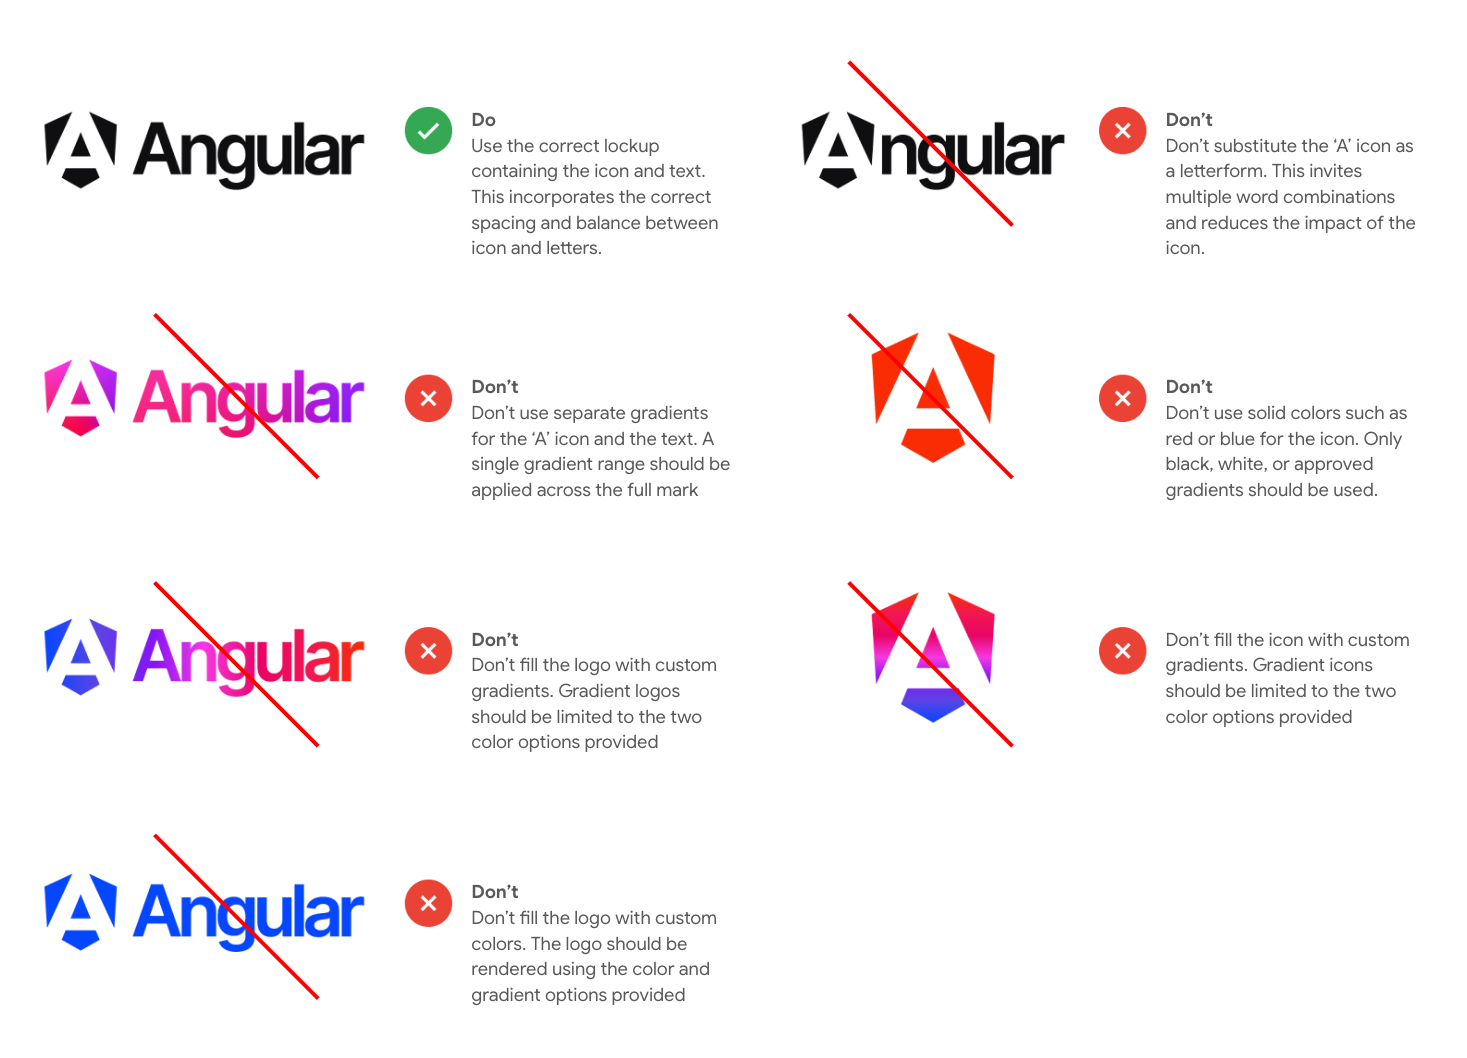 Angular
Do
Use the correct lockup
containing the icon and text.
This incorporates the correct
spacing and balance between
icon and letters.
Angular
Don’t
Don’t substitute the ‘A’ icon as
a letterform. This invites
multiple word combinations
and reduces the impact of the
icon.
Angular
Don’t
Don’t use separate gradients
for the ‘A’ icon and the text. A
single gradient range should be
applied across the full mark
A
Don’t
Don’t use solid colors such as
red or blue for the icon. Only
black, white, or approved
gradients should be used.
Angular
Don’t
Don’t fill the logo with custom
gradients. Gradient logos
should be limited to the two
color options provided
A
Don’t fill the icon with custom
gradients. Gradient icons
should be limited to the two
color options provided
Angular
Don’t
Don’t fill the logo with custom
colors. The logo should be
rendered using the color and
gradient options provided